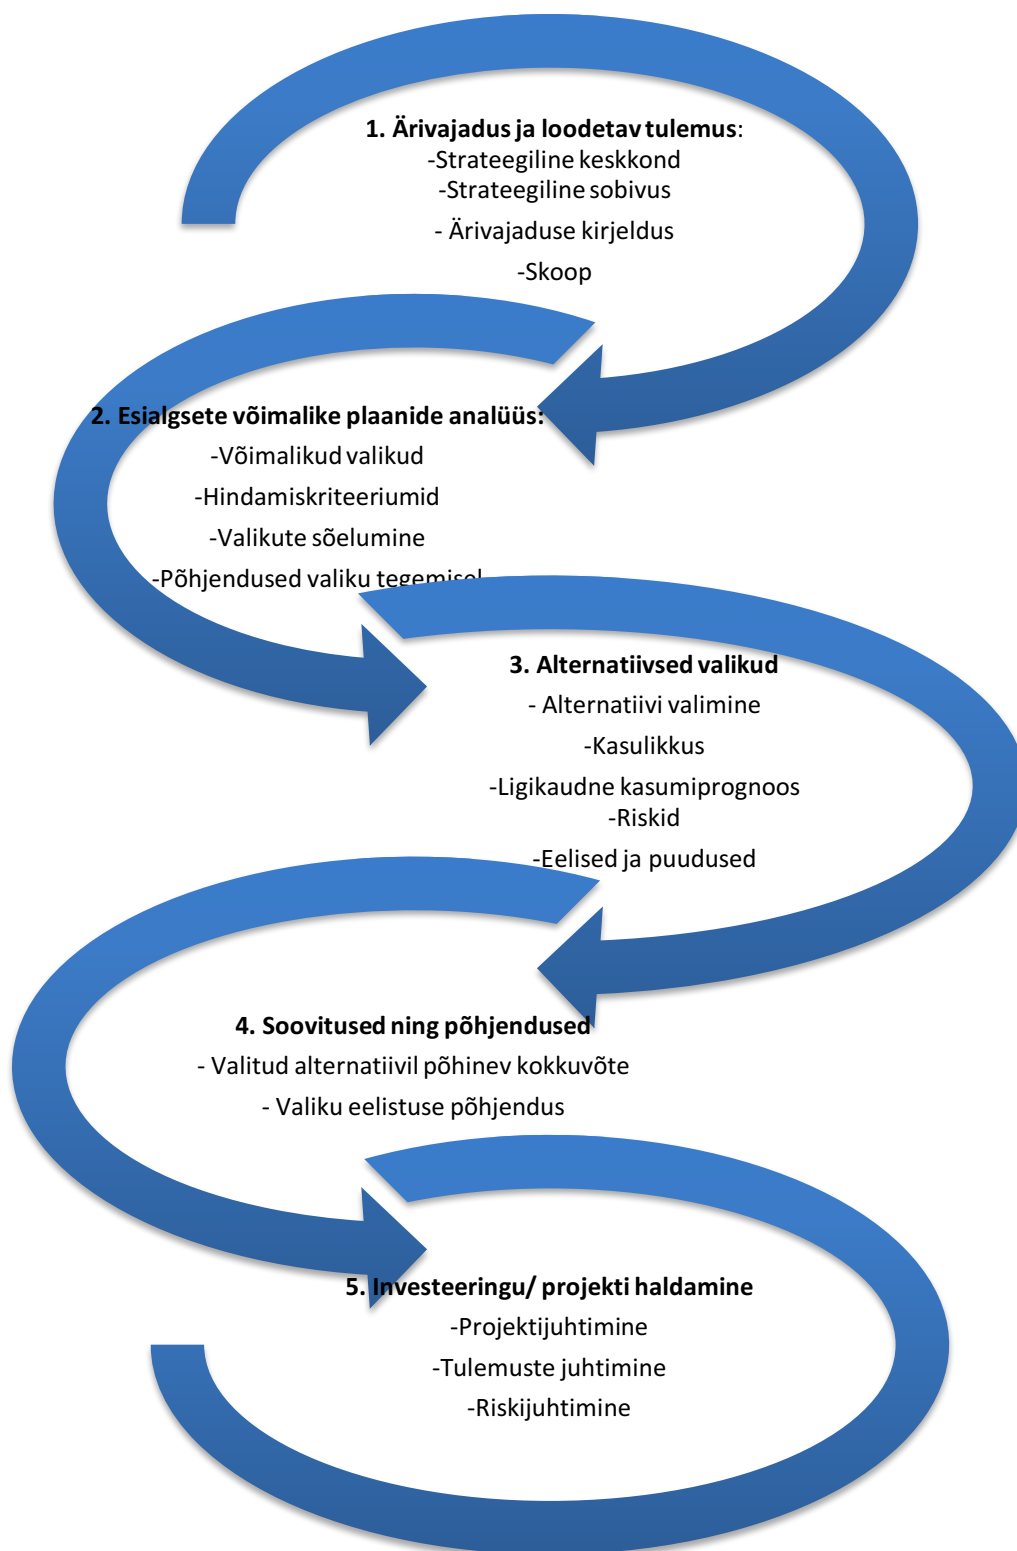 1. Ärivajadus ja loodetav tulemus:
-Strateegiline keskkond
-Strateegiline sobivus
- Ärivajaduse kirjeldus
-Skoop
2. Esialgsete võimalike plaanide analüüs:
-Võimalikud valikud
-Hindamiskriteeriumid
-Valikute sõelumine
-Põhjendused valiku tegemisel
3. Alternatiivsed valikud
- Alternatiivi valimine
-Kasulikkus
-Ligikaudne kasumiprognoos
-Riskid
-Eelised ja puudused
4. Soovitused ning põhjendused
- Valitud alternatiivil põhinev kokkuvõte
- Valiku eelistuse põhjendus
5. Investeeringu/ projekti haldamine
-Projektijuhtimine
-Tulemuste juhtimine
-Riskijuhtimine